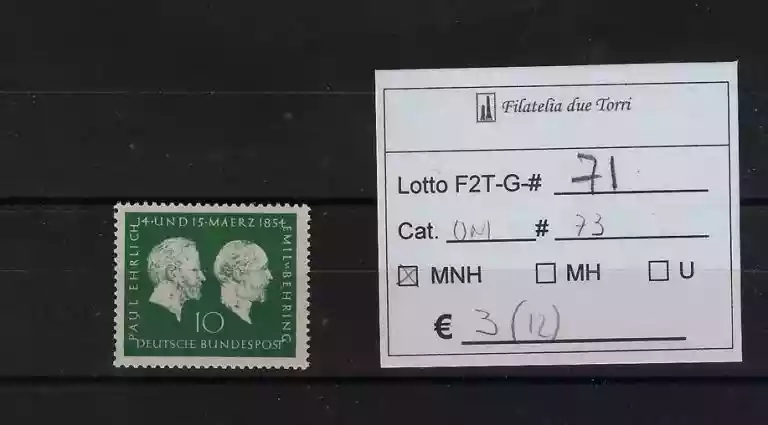 14·UND 15·MAERZ 1854
PAUL EHRLICH
EMIL v. BEHRING
10
DEUTSCHE BUNDESPOST
Filatelia due Torri
Lotto F2T-G-# 71
Cat. UNI # 73
☒ MNH ☐ MH ☐ U
€ 3 (12)